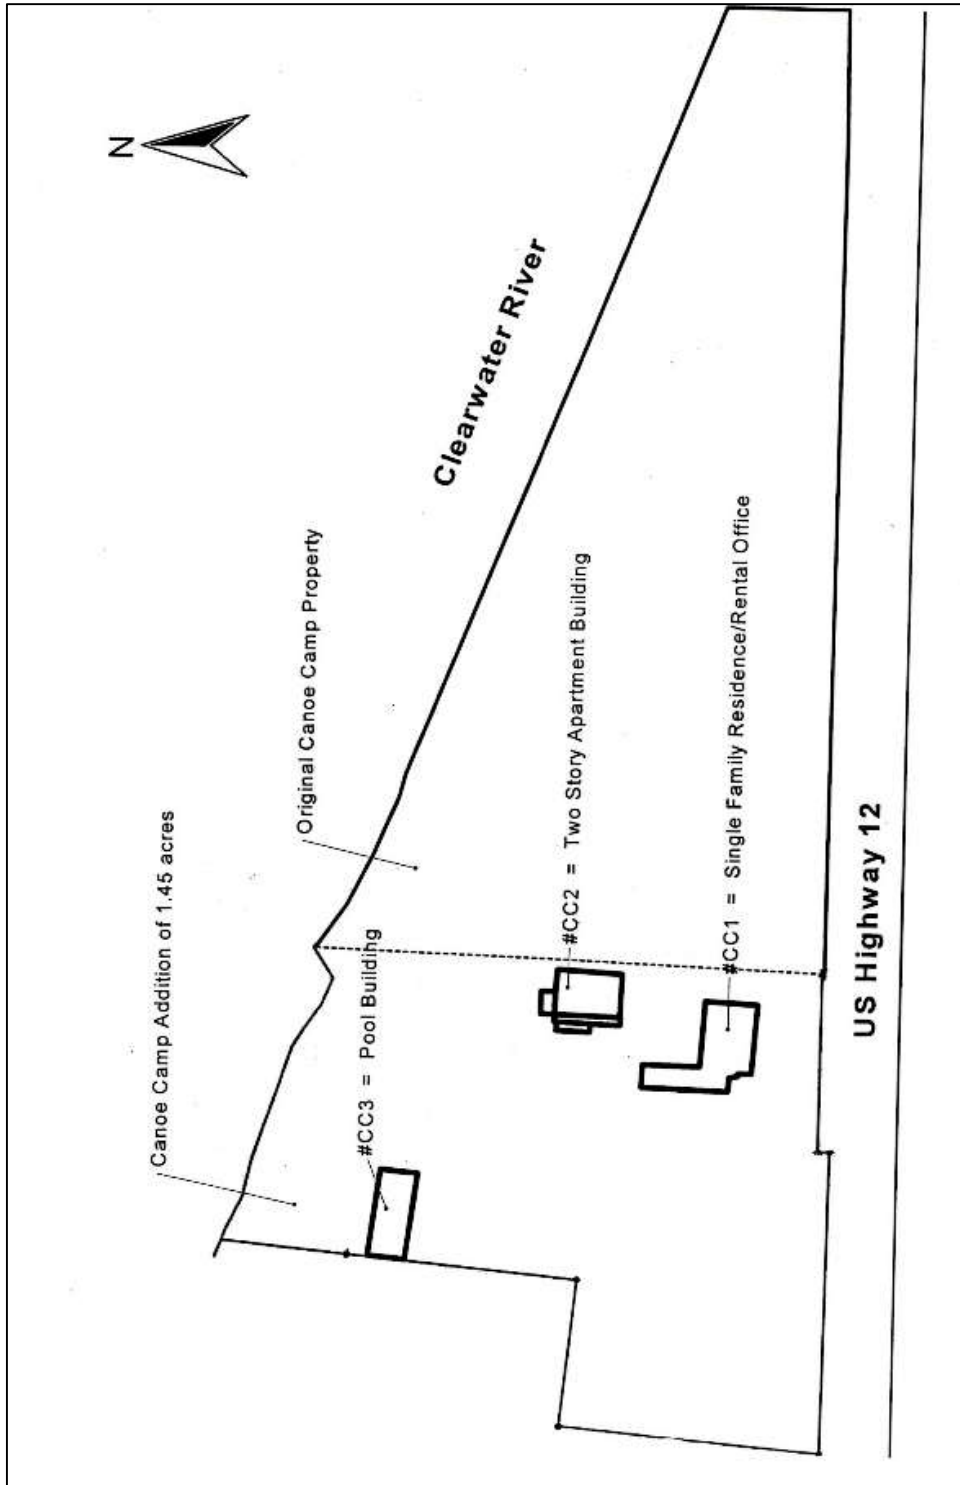 N
Clearwater River
Original Canoe Camp Property
Canoe Camp Addition of 1.45 acres
#CC3 = Pool Building
#CC2 = Two Story Apartment Building
#CC1 = Single Family Residence/Rental Office
US Highway 12